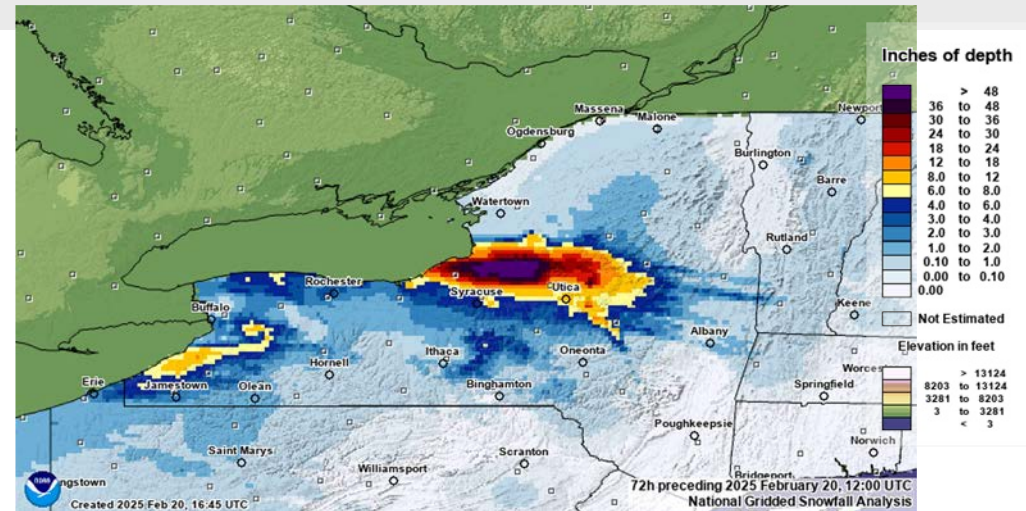 Inches of depth
> 48
36 to 48
30 to 36
24 to 30
18 to 24
12 to 18
8.0 to 12
6.0 to 8.0
4.0 to 6.0
3.0 to 4.0
2.0 to 3.0
1.0 to 2.0
0.10 to 1.0
0.00 to 0.10
0.00
Not Estimated
Elevation in feet
> 13124
8203 to 13124
3281 to 8203
3 to 3281
< 3
Massena
Malone
Newport
Ogdensburg
Burlington
Barre
Watertown
Rutland
Rochester
Syracuse
Utica
Buffalo
Keene
Albany
Ithaca
Oneonta
Hornell
Erie
Jamestown
Olean
Binghamton
Springfield
Worces
Poughkeepsie
Norwich
Saint Marys
Scranton
Williamsport
Bridgeport
ngstown
NOAA
Created 2025 Feb 20, 16:45 UTC
72h preceding 2025 February 20, 12:00 UTC
National Gridded Snowfall Analysis